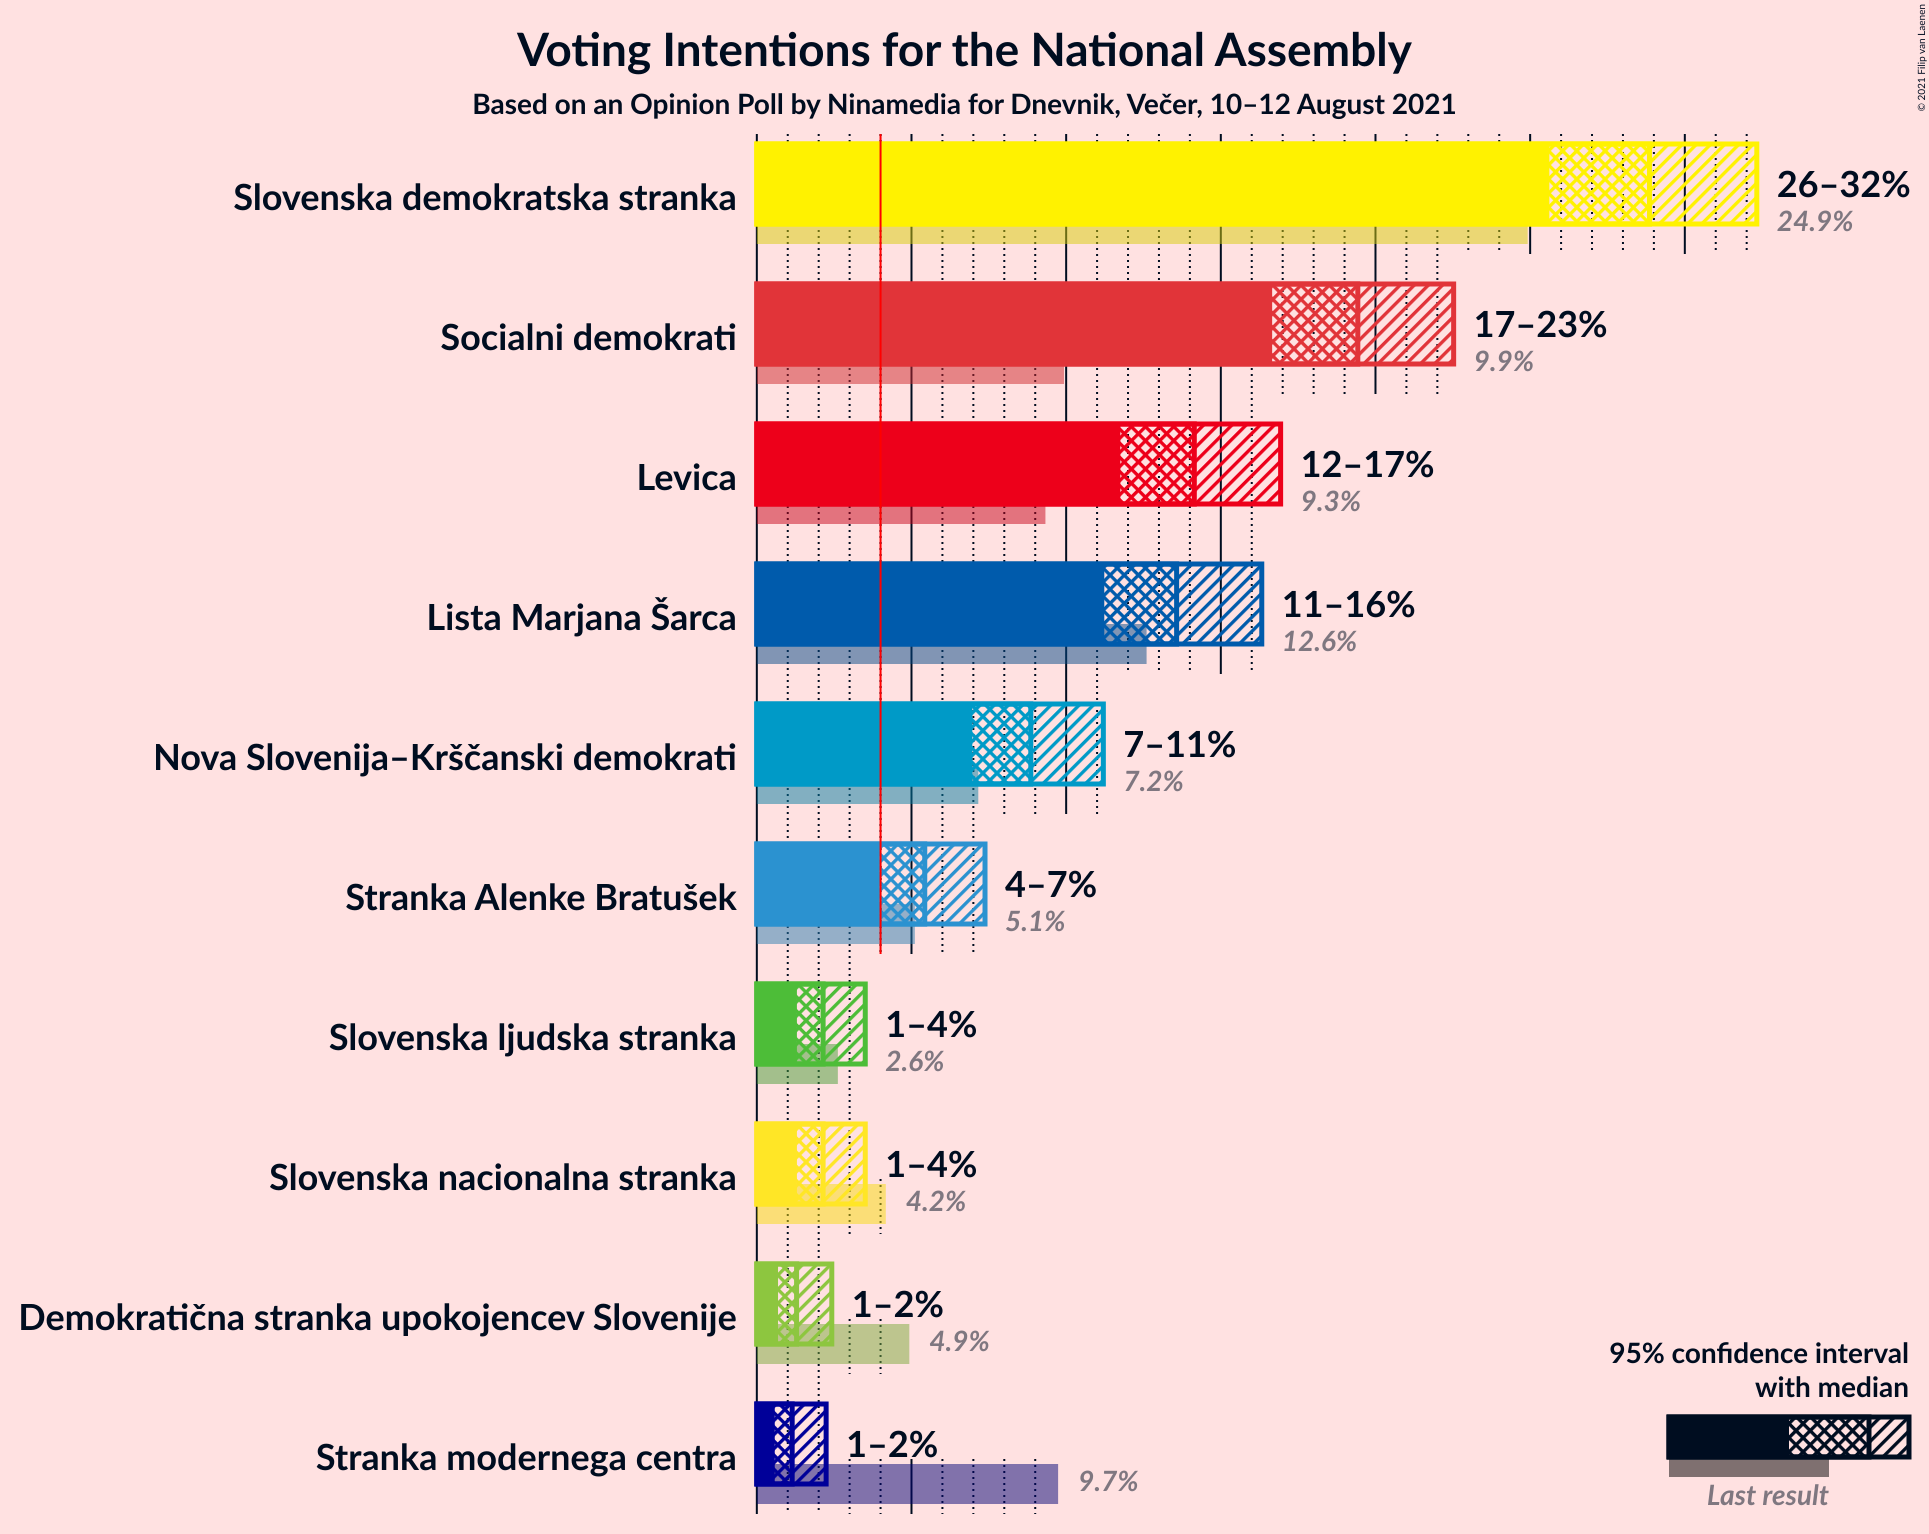 Voting Intentions for the National Assembly
Based on an Opinion Poll by Ninamedia for Dnevnik, Večer, 10–12 August 2021
© 2021 Filip van Laenen
Slovenska demokratska stranka
26–32%
24.9%
Socialni demokrati
17–23%
9.9%
Levica
12–17%
9.3%
Lista Marjana Šarca
11–16%
12.6%
Nova Slovenija–Krščanski demokrati
7–11%
7.2%
Stranka Alenke Bratušek
4–7%
5.1%
Slovenska ljudska stranka
1–4%
2.6%
Slovenska nacionalna stranka
1–4%
4.2%
Demokratična stranka upokojencev Slovenije
1–2%
4.9%
Stranka modernega centra
1–2%
9.7%
95% confidence interval
with median
Last result